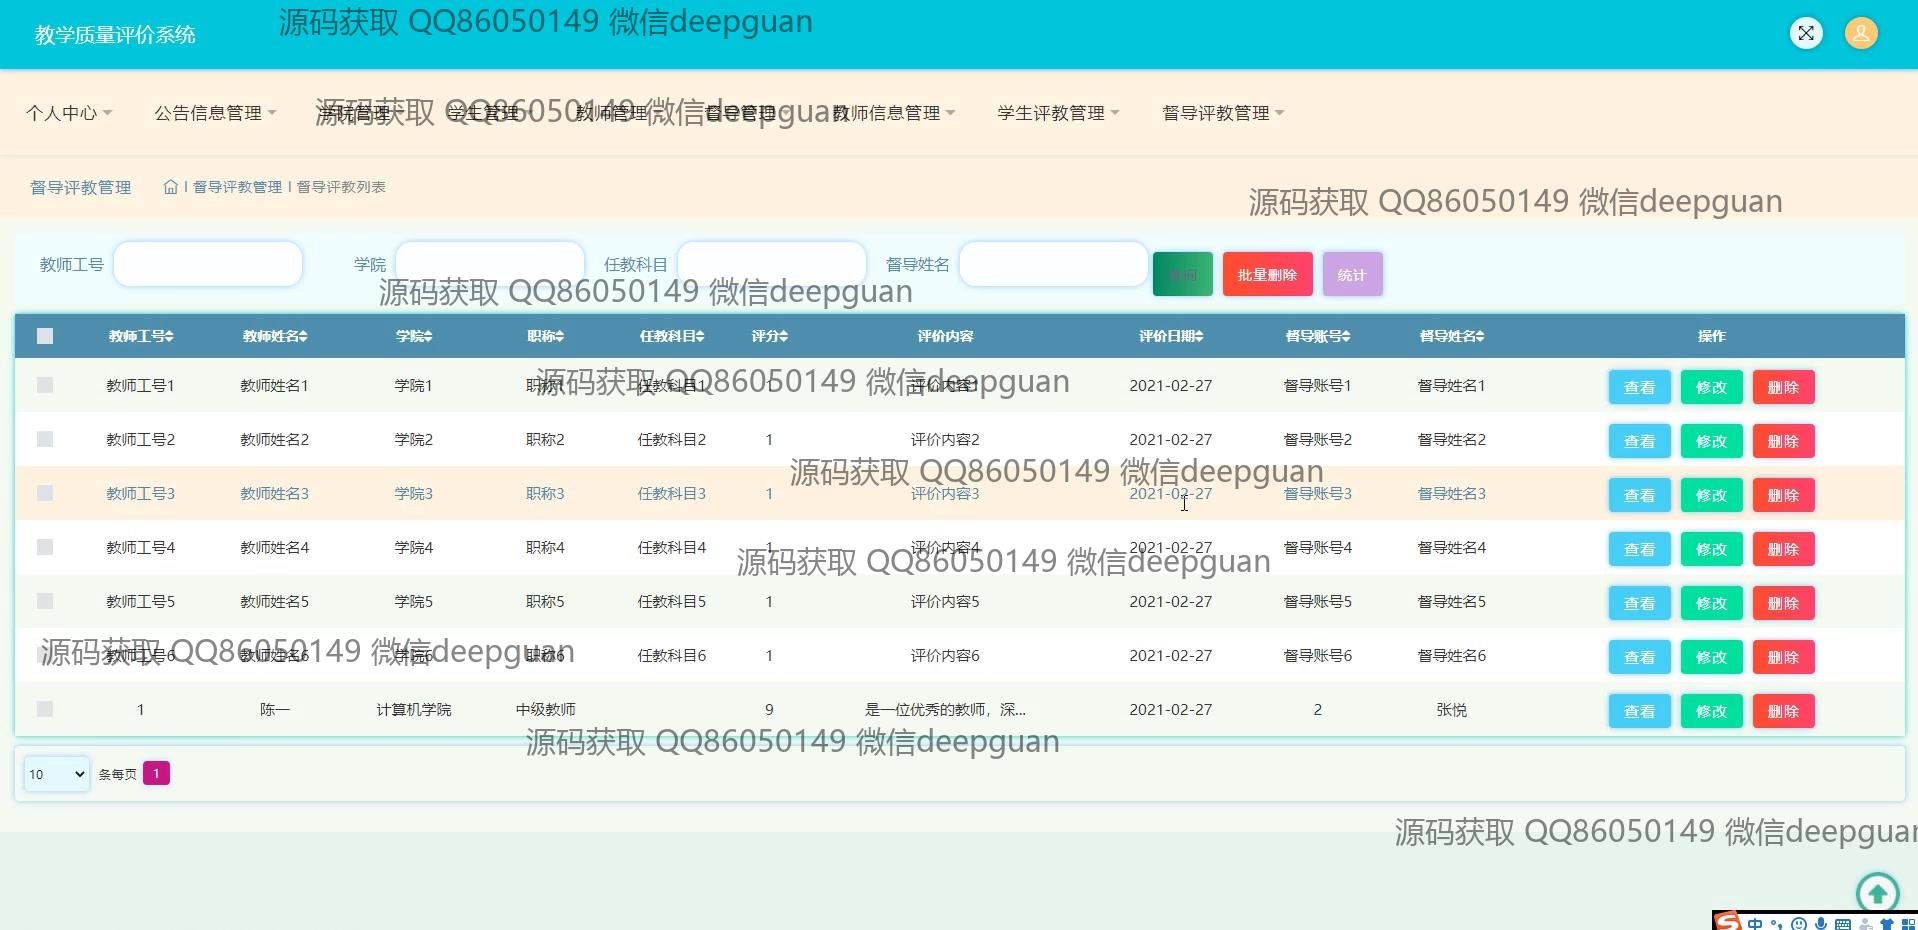 教学质量评价系统
源码获取 QQ86050149 微信deepguan
个人中心 公告信息管理 学院管理 学生管理 教师管理 督导管理 教师信息管理 学生评教管理 督导评教管理
源码获取 QQ86050149 微信deepguan
督导评教管理 督导评教管理 | 督导评教列表
源码获取 QQ86050149 微信deepguan
教师工号 学院 任教科目 督导姓名 查询 批量删除 统计
源码获取 QQ86050149 微信deepguan
教师工号 教师姓名 学院 职称 任教科目 评分 评价内容 评价日期 督导账号 督导姓名 操作
教师工号1 教师姓名1 学院1 职称1 任教科目1 1 评价内容1 2021-02-27 督导账号1 督导姓名1 查看 修改 删除
源码获取 QQ86050149 微信deepguan
教师工号2 教师姓名2 学院2 职称2 任教科目2 1 评价内容2 2021-02-27 督导账号2 督导姓名2 查看 修改 删除
源码获取 QQ86050149 微信deepguan
教师工号3 教师姓名3 学院3 职称3 任教科目3 1 评价内容3 2021-02-27 督导账号3 督导姓名3 查看 修改 删除
教师工号4 教师姓名4 学院4 职称4 任教科目4 1 评价内容4 2021-02-27 督导账号4 督导姓名4 查看 修改 删除
源码获取 QQ86050149 微信deepguan
教师工号5 教师姓名5 学院5 职称5 任教科目5 1 评价内容5 2021-02-27 督导账号5 督导姓名5 查看 修改 删除
教师工号6 教师姓名6 学院6 职称6 任教科目6 1 评价内容6 2021-02-27 督导账号6 督导姓名6 查看 修改 删除
源码获取 QQ86050149 微信deepguan
1 陈一 计算机学院 中级教师 9 是一位优秀的教师，深... 2021-02-27 2 张悦 查看 修改 删除
源码获取 QQ86050149 微信deepguan
10 条每页 1
源码获取 QQ86050149 微信deepguan
中